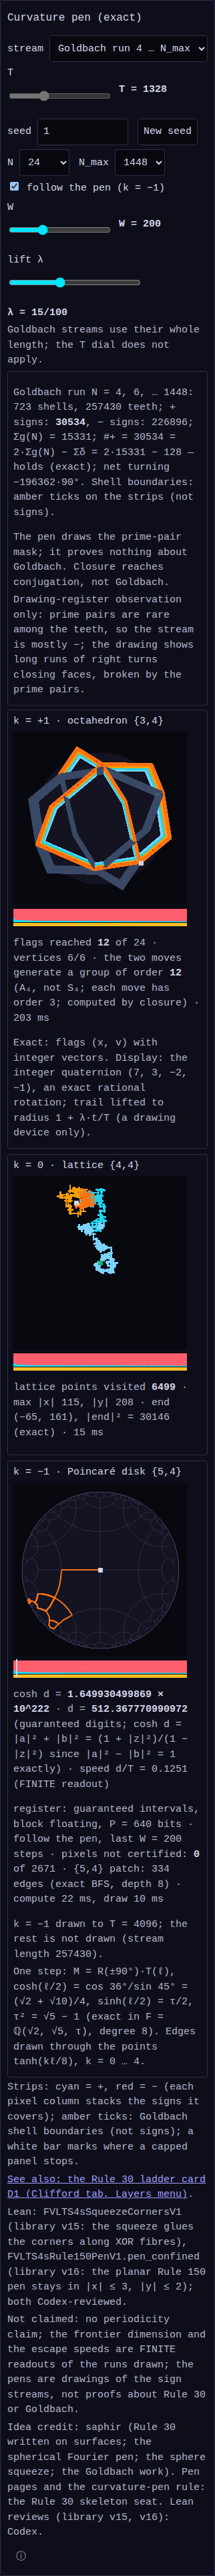 Curvature pen (exact)
stream Goldbach run 4 … N_max
T
T = 1328
seed 1 New seed
N 24 N_max 1448
follow the pen (k = −1)
W
W = 200
lift λ
λ = 15/100
Goldbach streams use their whole
length; the T dial does not
apply.
Goldbach run N = 4, 6, … 1448:
723 shells, 257430 teeth; +
signs: 30534, − signs: 226896;
Σg(N) = 15331; #+ = 30534 =
2·Σg(N) − Σδ = 2·15331 − 128 —
holds (exact); net turning
−196362·90°. Shell boundaries:
amber ticks on the strips (not
signs).
The pen draws the prime-pair
mask; it proves nothing about
Goldbach. Closure reaches
conjugation, not Goldbach.
Drawing-register observation
only: prime pairs are rare
among the teeth, so the stream
is mostly −; the drawing shows
long runs of right turns
closing faces, broken by the
prime pairs.
k = +1 · octahedron {3,4}
flags reached 12 of 24 ·
vertices 6/6 · the two moves
generate a group of order 12
(A₄, not S₄; each move has
order 3; computed by closure) ·
203 ms
Exact: flags (x, v) with
integer vectors. Display: the
integer quaternion (7, 3, −2,
−1), an exact rational
rotation; trail lifted to
radius 1 + λ·t/T (a drawing
device only).
k = 0 · lattice {4,4}
lattice points visited 6499 ·
max |x| 115, |y| 208 · end
(−65, 161), |end|² = 30146
(exact) · 15 ms
k = −1 · Poincaré disk {5,4}
cosh d = 1.649930499869 ×
10^222 · d = 512.367770990972
(guaranteed digits; cosh d =
|a|² + |b|² = (1 + |z|²)/(1 −
|z|²) since |a|² − |b|² = 1
exactly) · speed d/T = 0.1251
(FINITE readout)
register: guaranteed intervals,
block floating, P = 640 bits ·
follow the pen, last W = 200
steps · pixels not certified: 0
of 2671 · {5,4} patch: 334
edges (exact BFS, depth 8) ·
compute 22 ms, draw 10 ms
k = −1 drawn to T = 4096; the
rest is not drawn (stream
length 257430).
One step: M = R(±90°)·T(ℓ),
cosh(ℓ/2) = cos 36°/sin 45° =
(√2 + √10)/4, sinh(ℓ/2) = τ/2,
τ² = √5 − 1 (exact in F =
ℚ(√2, √5, τ), degree 8). Edges
drawn through the points
tanh(kℓ/8), k = 0 … 4.
Strips: cyan = +, red = − (each
pixel column stacks the signs it
covers); amber ticks: Goldbach
shell boundaries (not signs); a
white bar marks where a capped
panel stops.
See also: the Rule 30 ladder card
D1 (Clifford tab, Layers menu).
Lean: FVLTS4sSqueezeCornersV1
(library v15: the squeeze glues
the corners along XOR fibres),
FVLTS4sRule150PenV1.pen_confined
(library v16: the planar Rule 150
pen stays in |x| ≤ 3, |y| ≤ 2);
both Codex-reviewed.
Not claimed: no periodicity
claim; the frontier dimension and
the escape speeds are FINITE
readouts of the runs drawn; the
pens are drawings of the sign
streams, not proofs about Rule 30
or Goldbach.
Idea credit: saphir (Rule 30
written on surfaces; the
spherical Fourier pen; the sphere
squeeze; the Goldbach work). Pen
pages and the curvature-pen rule:
the Rule 30 skeleton seat. Lean
reviews (library v15, v16):
Codex.
ⓘ